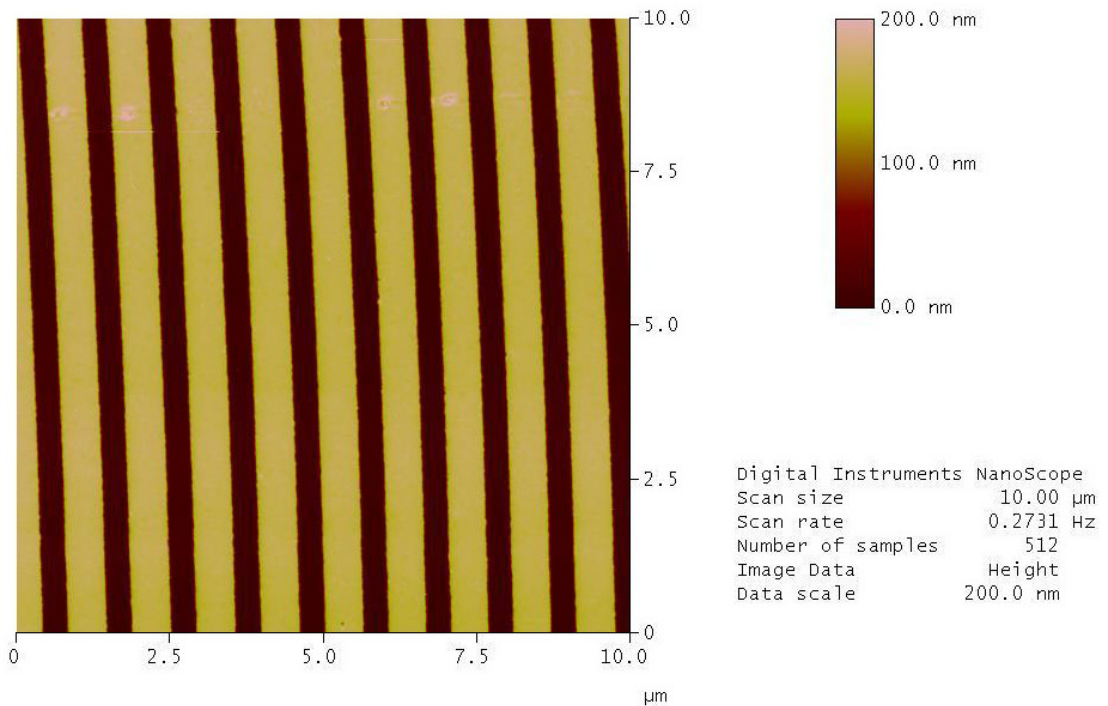 10.0
7.5
5.0
2.5
0
0 2.5 5.0 7.5 10.0
µm
200.0 nm
100.0 nm
0.0 nm
Digital Instruments NanoScope
Scan size 10.00 µm
Scan rate 0.2731 Hz
Number of samples 512
Image Data Height
Data scale 200.0 nm